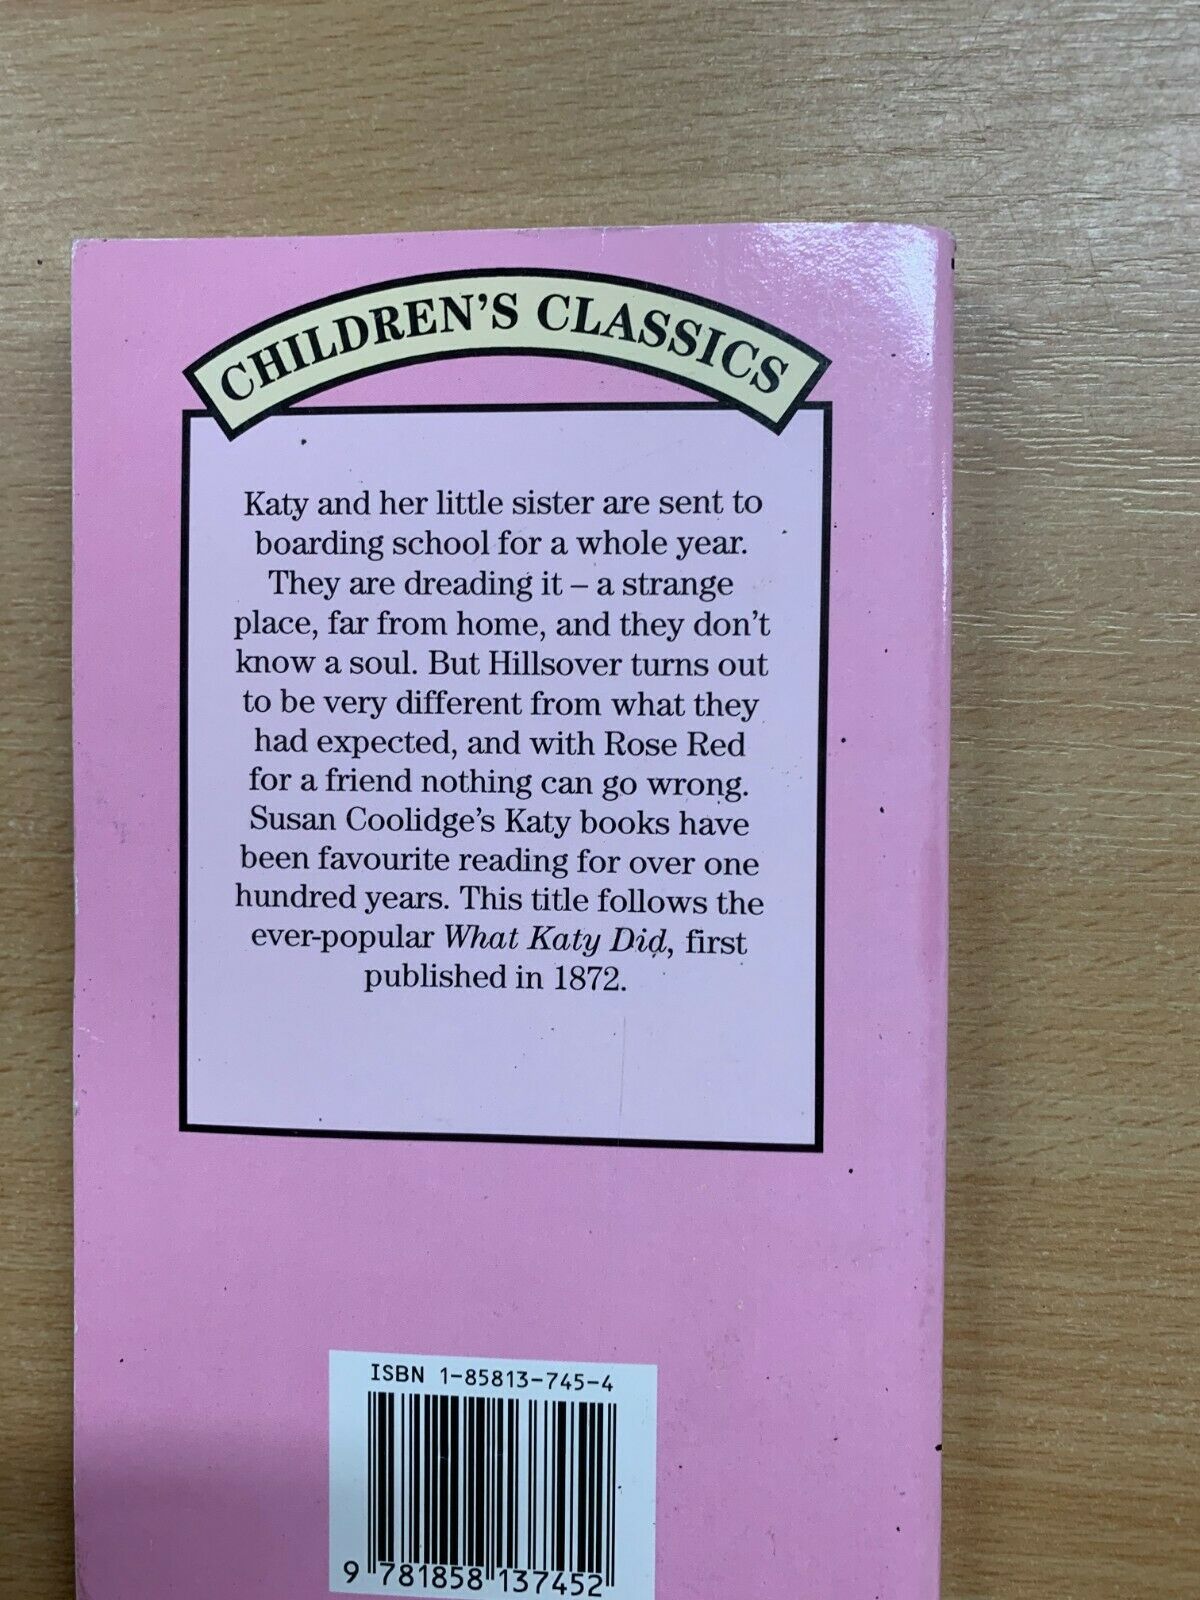 CHILDREN'S CLASSICS
Katy and her little sister are sent to
boarding school for a whole year.
They are dreading it – a strange
place, far from home, and they don't
know a soul. But Hillsover turns out
to be very different from what they
had expected, and with Rose Red
for a friend nothing can go wrong.
Susan Coolidge's Katy books have
been favourite reading for over one
hundred years. This title follows the
ever-popular What Katy Did, first
published in 1872.
ISBN 1-85813-745-4
9 781858 137452